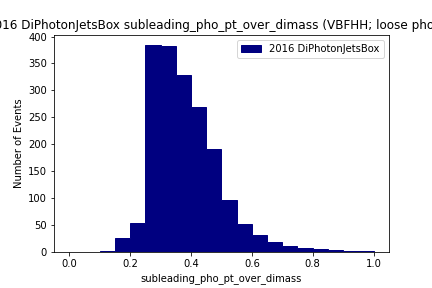 016 DiPhotonJetsBox subleading_pho_pt_over_dimass (VBFHH; loose pho
400
350
300
250
200
150
100
50
0
Number of Events
2016 DiPhotonJetsBox
0.0 0.2 0.4 0.6 0.8 1.0
subleading_pho_pt_over_dimass